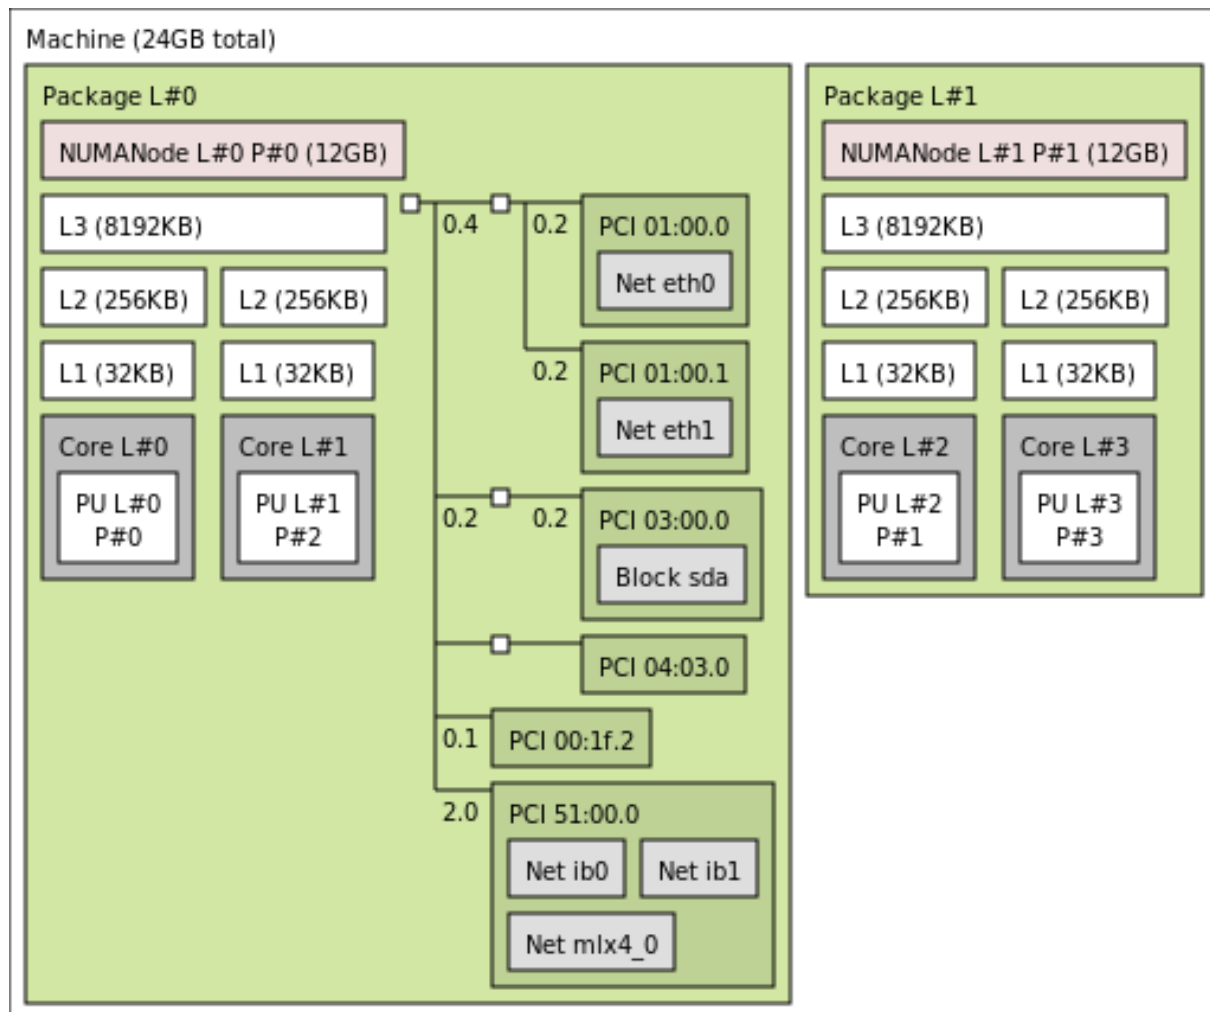 Machine (24GB total)
Package L#0
NUMANode L#0 P#0 (12GB)
L3 (8192KB)
L2 (256KB)
L2 (256KB)
L1 (32KB)
L1 (32KB)
Core L#0
PU L#0
P#0
Core L#1
PU L#1
P#2
0.4
0.2
PCI 01:00.0
Net eth0
0.2
PCI 01:00.1
Net eth1
0.2
0.2
PCI 03:00.0
Block sda
PCI 04:03.0
0.1
PCI 00:1f.2
2.0
PCI 51:00.0
Net ib0
Net ib1
Net mlx4_0
Package L#1
NUMANode L#1 P#1 (12GB)
L3 (8192KB)
L2 (256KB)
L2 (256KB)
L1 (32KB)
L1 (32KB)
Core L#2
PU L#2
P#1
Core L#3
PU L#3
P#3